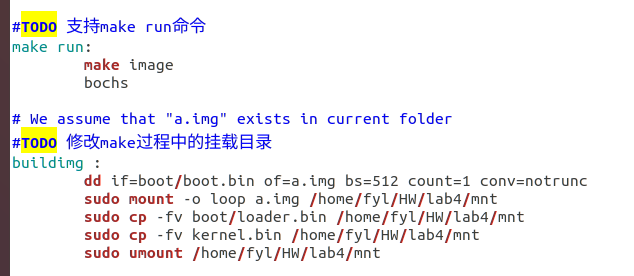 #TODO 支持make run命令
make run:
        make image
        bochs

# We assume that "a.img" exists in current folder
#TODO 修改make过程中的挂载目录
buildimg :
        dd if=boot/boot.bin of=a.img bs=512 count=1 conv=notrunc
        sudo mount -o loop a.img /home/fyl/HW/lab4/mnt
        sudo cp -fv boot/loader.bin /home/fyl/HW/lab4/mnt
        sudo cp -fv kernel.bin /home/fyl/HW/lab4/mnt
        sudo umount /home/fyl/HW/lab4/mnt